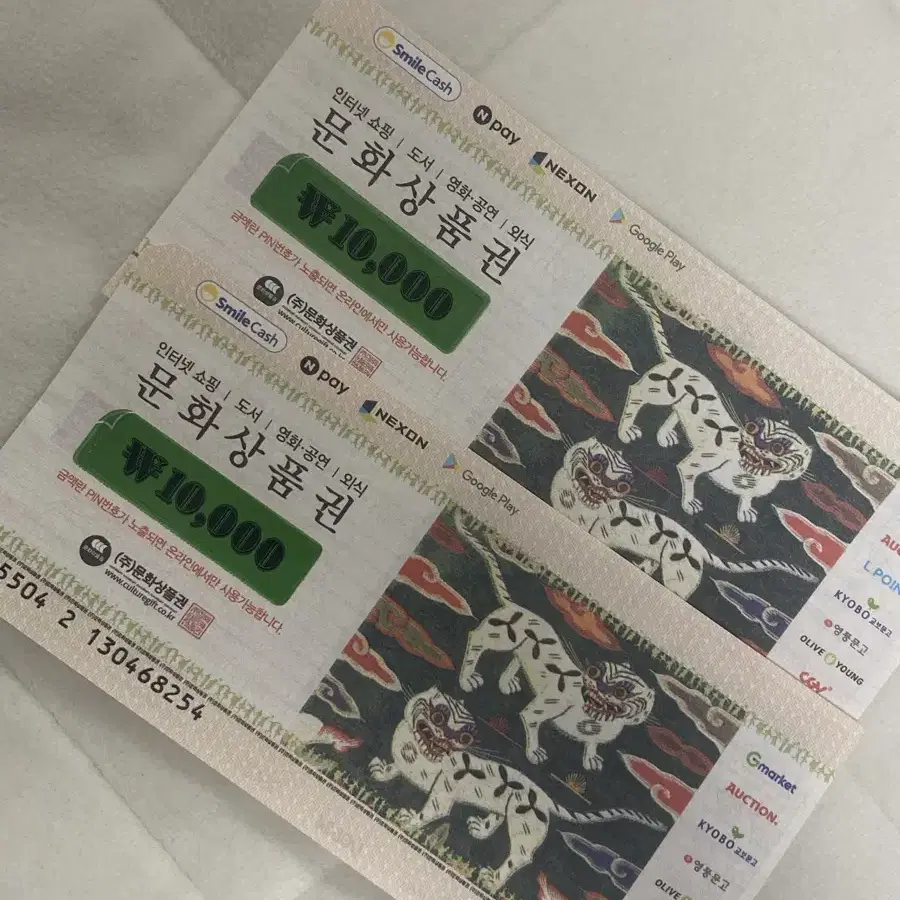 SmileCash
N pay
NEXON
Google Play
인터넷 쇼핑 | 도서 | 영화·공연 | 외식
문화상품권
₩10,000
금액란 PIN번호가 노출되면 온라인에서만 사용가능합니다.
(주)문화상품권
L.POIN
KYOBO 교보문고
영풍문고
OLIVE YOUNG
CGV
SmileCash
N pay
NEXON
Google Play
인터넷 쇼핑 | 도서 | 영화·공연 | 외식
문화상품권
₩10,000
금액란 PIN번호가 노출되면 온라인에서만 사용가능합니다.
(주)문화상품권
www.culturegift.co.kr
5504 2 130468254
Gmarket
AUCTION.
KYOBO 교보문고
영풍문고
OLIVE